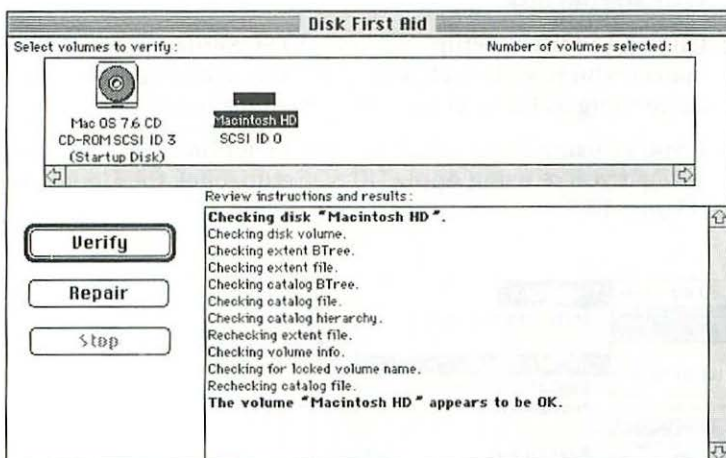 Disk First Aid
Select volumes to verify:
Number of volumes selected: 1
Mac OS 7.6 CD
CD-ROM SCSI ID 3
(Startup Disk)
Macintosh HD
SCSI ID 0
Review instructions and results:
Verify
Repair
Stop
Checking disk "Macintosh HD".
Checking disk volume.
Checking extent BTree.
Checking extent file.
Checking catalog BTree.
Checking catalog file.
Checking catalog hierarchy.
Rechecking extent file.
Checking volume info.
Checking for locked volume name.
Rechecking catalog file.
The volume "Macintosh HD" appears to be OK.